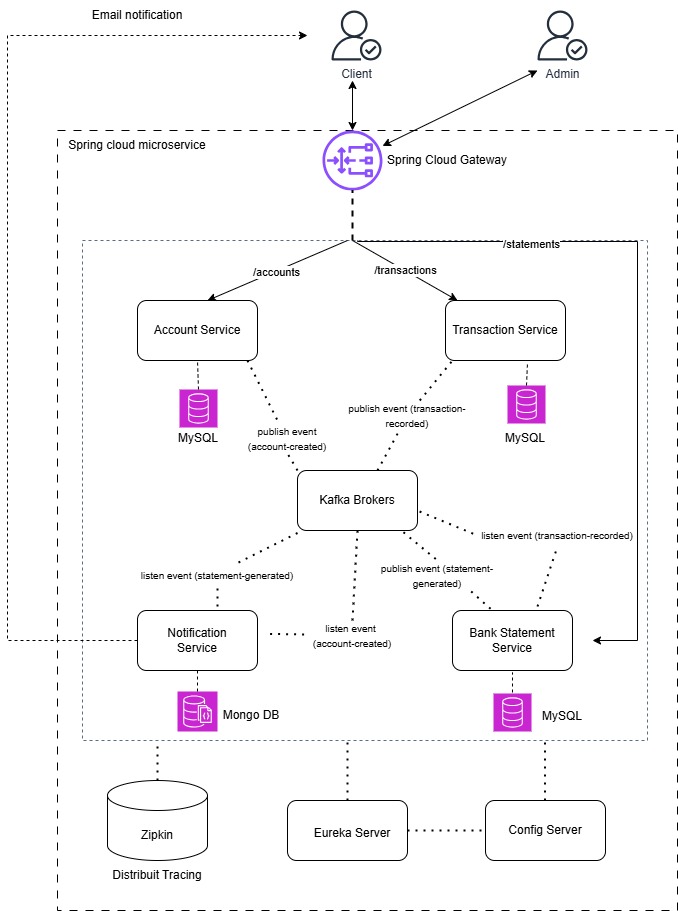 Email notification
Client
Admin
Spring cloud microservice
Spring Cloud Gateway
/statements
/accounts
/transactions
Account Service
Transaction Service
MySQL
MySQL
publish event (transaction-
recorded)
publish event
(account-created)
Kafka Brokers
listen event (transaction-recorded)
listen event (statement-generated)
publish event (statement-
generated)
Notification
Service
listen event
(account-created)
Bank Statement
Service
Mongo DB
MySQL
Zipkin
Eureka Server
Config Server
Distribuit Tracing